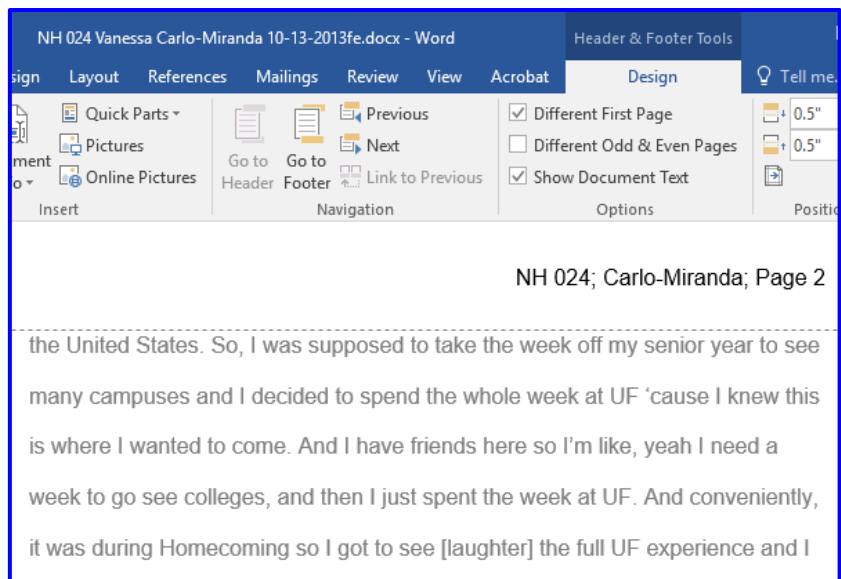 NH 024 Vanessa Carlo-Miranda 10-13-2013fe.docx - Word Header & Footer Tools
sign Layout References Mailings Review View Acrobat Design Tell me.
Quick Parts Previous Different First Page 0.5"
ment Pictures Go to Go to Next Different Odd & Even Pages 0.5"
o Online Pictures Header Footer Link to Previous Show Document Text
Insert Navigation Options Positio
NH 024; Carlo-Miranda; Page 2
the United States. So, I was supposed to take the week off my senior year to see
many campuses and I decided to spend the whole week at UF ‘cause I knew this
is where I wanted to come. And I have friends here so I’m like, yeah I need a
week to go see colleges, and then I just spent the week at UF. And conveniently,
it was during Homecoming so I got to see [laughter] the full UF experience and I